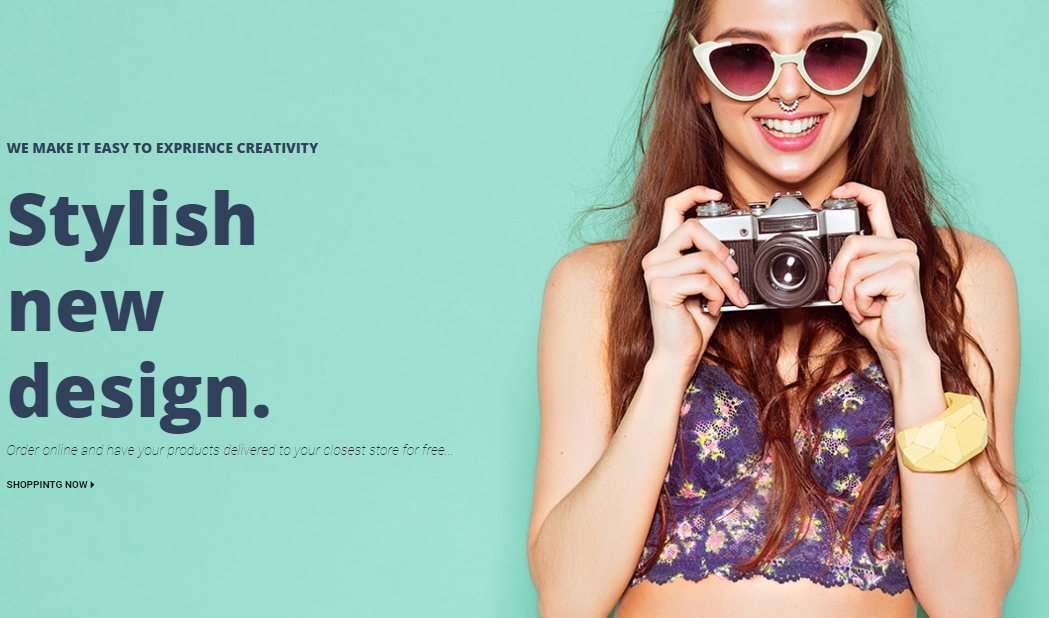 WE MAKE IT EASY TO EXPRIENCE CREATIVITY
Stylish
new
design.
Order online and have your products delivered to your closest store for free...
SHOPPINTG NOW